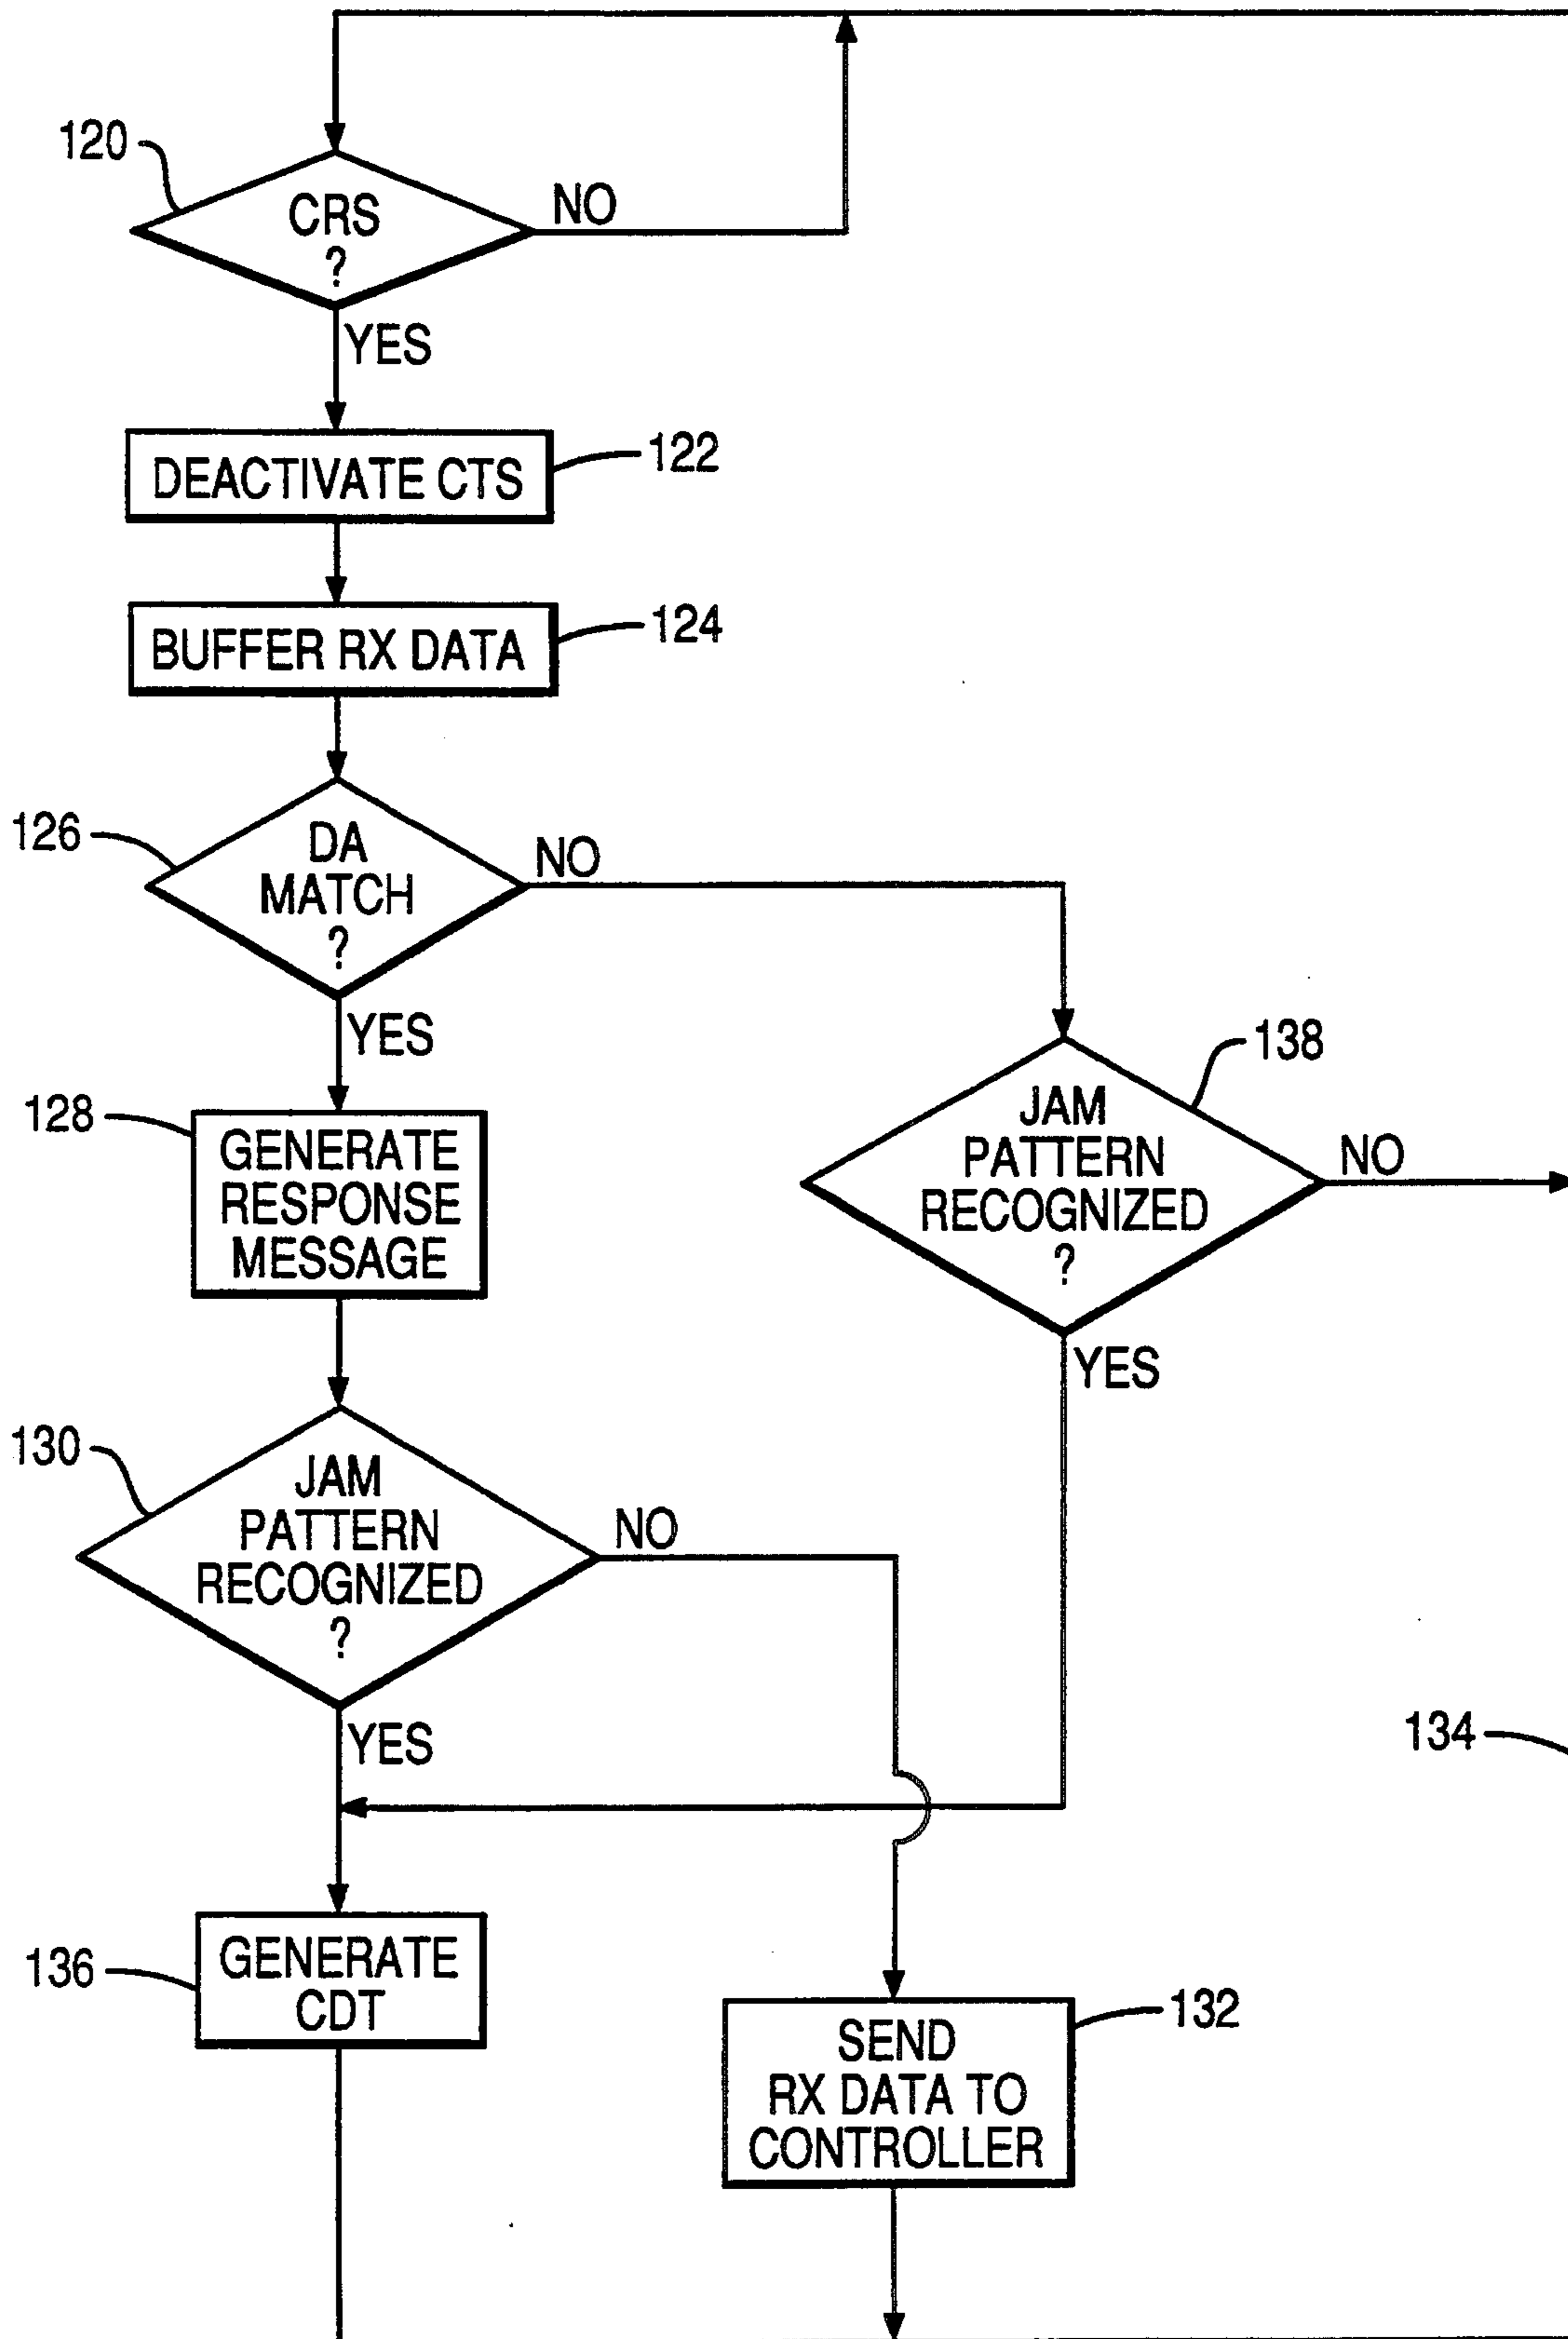 120
CRS
?
NO
YES
DEACTIVATE CTS
122
BUFFER RX DATA
124
126
DA
MATCH
?
NO
YES
128
GENERATE
RESPONSE
MESSAGE
138
JAM
PATTERN
RECOGNIZED
?
NO
YES
130
JAM
PATTERN
RECOGNIZED
?
NO
YES
134
136
GENERATE
CDT
132
SEND
RX DATA TO
CONTROLLER